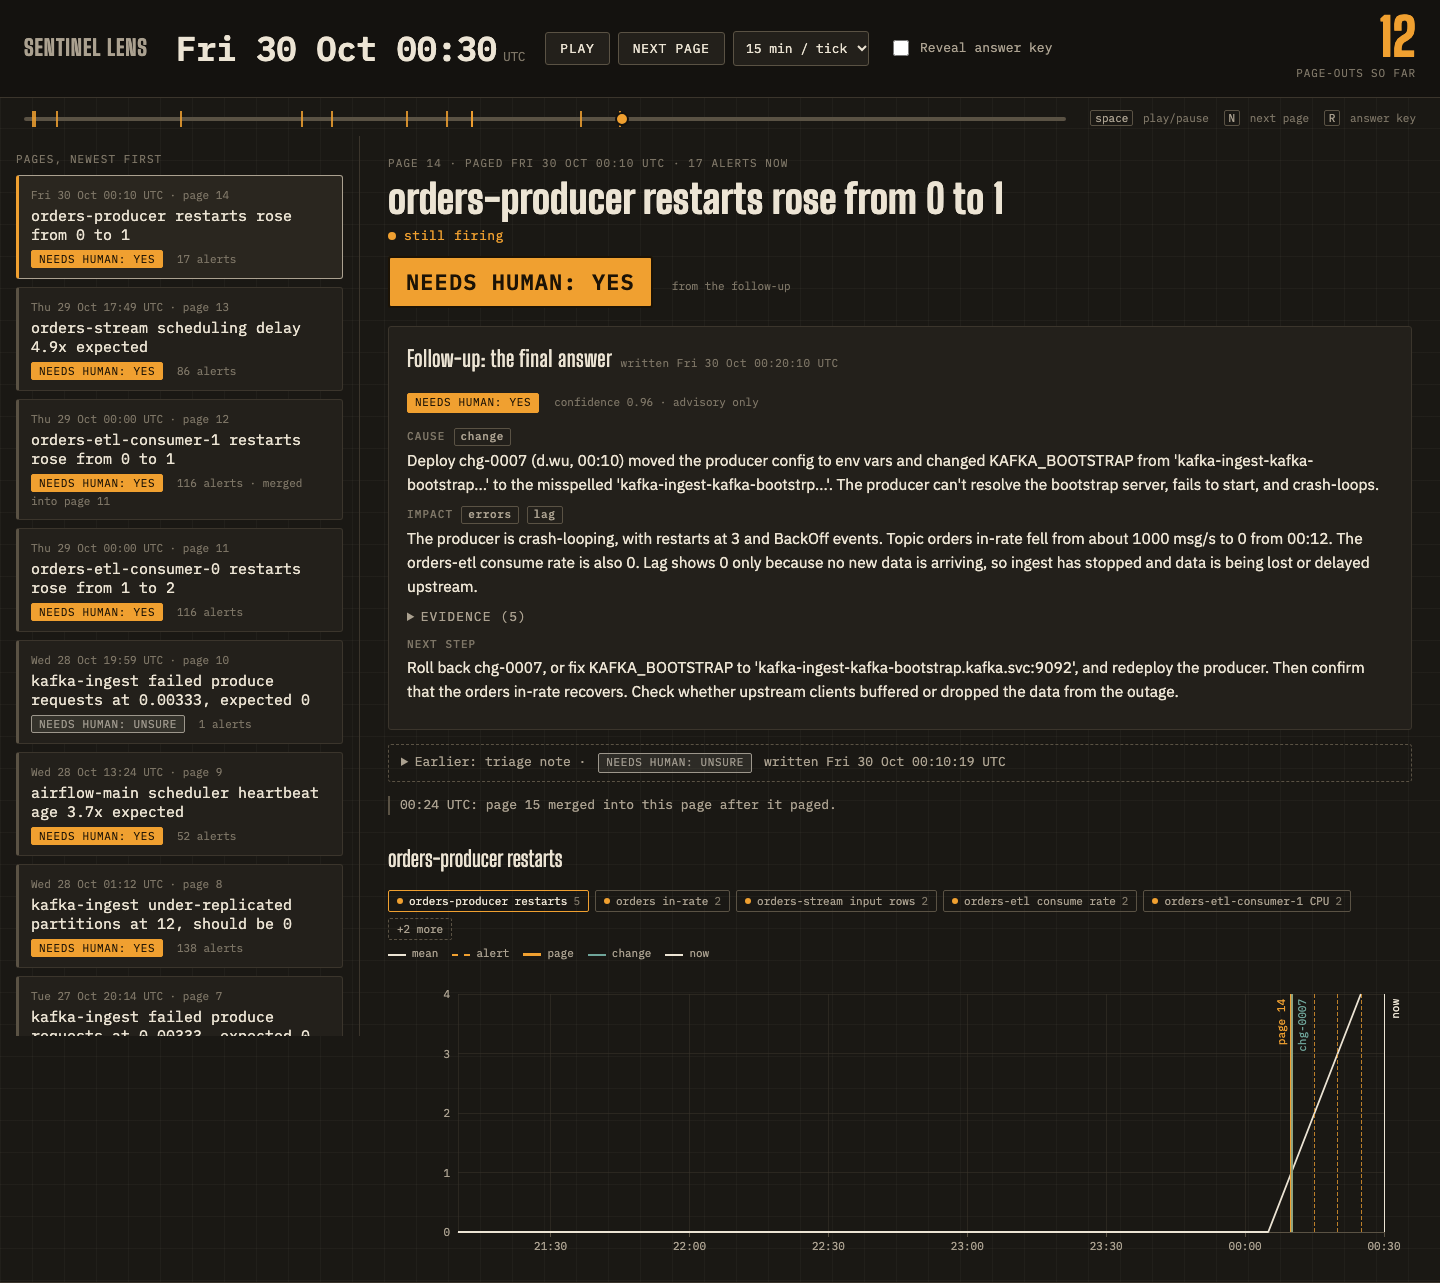 SENTINEL LENS
Fri 30 Oct 00:30 UTC
PLAY
NEXT PAGE
15 min / tick
Reveal answer key
12
PAGE-OUTS SO FAR
space play/pause N next page R answer key
PAGES, NEWEST FIRST
Fri 30 Oct 00:10 UTC · page 14
orders-producer restarts rose
from 0 to 1
NEEDS HUMAN: YES 17 alerts
Thu 29 Oct 17:49 UTC · page 13
orders-stream scheduling delay
4.9x expected
NEEDS HUMAN: YES 86 alerts
Thu 29 Oct 00:00 UTC · page 12
orders-etl-consumer-1 restarts
rose from 0 to 1
NEEDS HUMAN: YES 116 alerts · merged
into page 11
Thu 29 Oct 00:00 UTC · page 11
orders-etl-consumer-0 restarts
rose from 1 to 2
NEEDS HUMAN: YES 116 alerts
Wed 28 Oct 19:59 UTC · page 10
kafka-ingest failed produce
requests at 0.00333, expected 0
NEEDS HUMAN: UNSURE 1 alerts
Wed 28 Oct 13:24 UTC · page 9
airflow-main scheduler heartbeat
age 3.7x expected
NEEDS HUMAN: YES 52 alerts
Wed 28 Oct 01:12 UTC · page 8
kafka-ingest under-replicated
partitions at 12, should be 0
NEEDS HUMAN: YES 138 alerts
Tue 27 Oct 20:14 UTC · page 7
kafka-ingest failed produce
requests at 0.00333, expected 0
PAGE 14 · PAGED FRI 30 OCT 00:10 UTC · 17 ALERTS NOW
orders-producer restarts rose from 0 to 1
still firing
NEEDS HUMAN: YES from the follow-up
Follow-up: the final answer written Fri 30 Oct 00:20:10 UTC
NEEDS HUMAN: YES confidence 0.96 · advisory only
CAUSE change
Deploy chg-0007 (d.wu, 00:10) moved the producer config to env vars and changed KAFKA_BOOTSTRAP from 'kafka-ingest-kafka-
bootstrap…' to the misspelled 'kafka-ingest-kafka-bootstrp…'. The producer can't resolve the bootstrap server, fails to start, and crash-loops.
IMPACT errors lag
The producer is crash-looping, with restarts at 3 and BackOff events. Topic orders in-rate fell from about 1000 msg/s to 0 from 00:12. The
orders-etl consume rate is also 0. Lag shows 0 only because no new data is arriving, so ingest has stopped and data is being lost or delayed
upstream.
EVIDENCE (5)
NEXT STEP
Roll back chg-0007, or fix KAFKA_BOOTSTRAP to 'kafka-ingest-kafka-bootstrap.kafka.svc:9092', and redeploy the producer. Then confirm
that the orders in-rate recovers. Check whether upstream clients buffered or dropped the data from the outage.
Earlier: triage note · NEEDS HUMAN: UNSURE written Fri 30 Oct 00:10:19 UTC
00:24 UTC: page 15 merged into this page after it paged.
orders-producer restarts
orders-producer restarts 5
orders in-rate 2
orders-stream input rows 2
orders-etl consume rate 2
orders-etl-consumer-1 CPU 2
+2 more
mean alert page change now
4
3
2
1
0
page 14
chg-0007
now
21:30 22:00 22:30 23:00 23:30 00:00 00:30